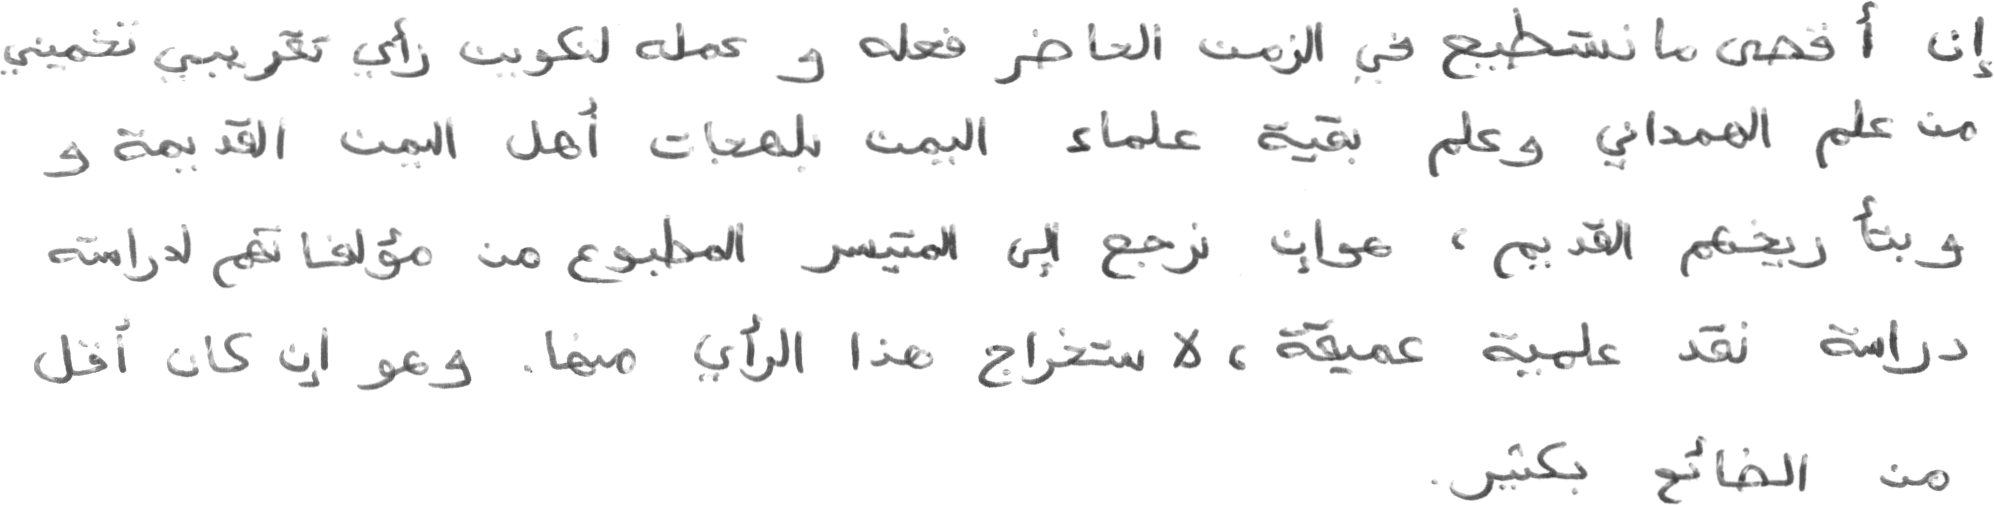 إن أقصى ما نستطيع في الزمن الحاضر فعله و عمله لتكوين رأي تقريبي تخميني
من علم الهمداني وعلم بقية علماء اليمن بلهجات أهل اليمن القديمة و
وبتأريخهم القديم، هوإن نرجع إلى المتيسر المطبوع من مؤلفاتهم لدراسته
دراسة نقد علمية عميقة، لاستخراج هذا الرأي منها. وهو إن كان أقل
من الضائع بكثير.